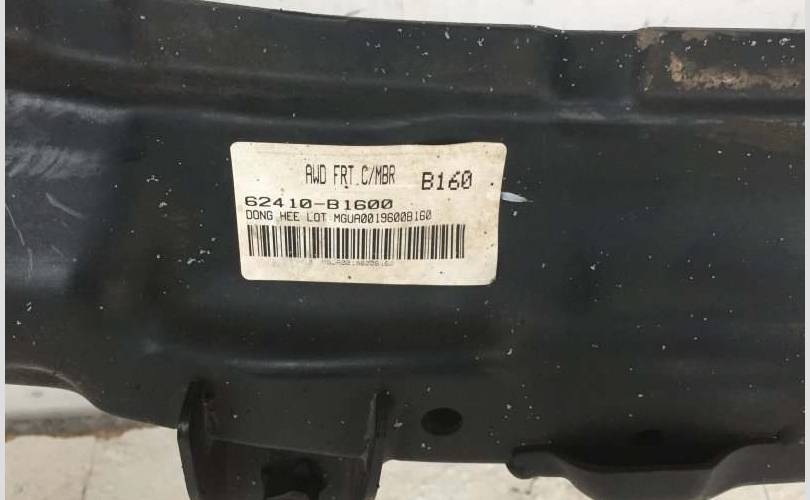 AWD FRT C/MBR B160
62410-B1600
DONG HEE LOT MGUA0019600B160